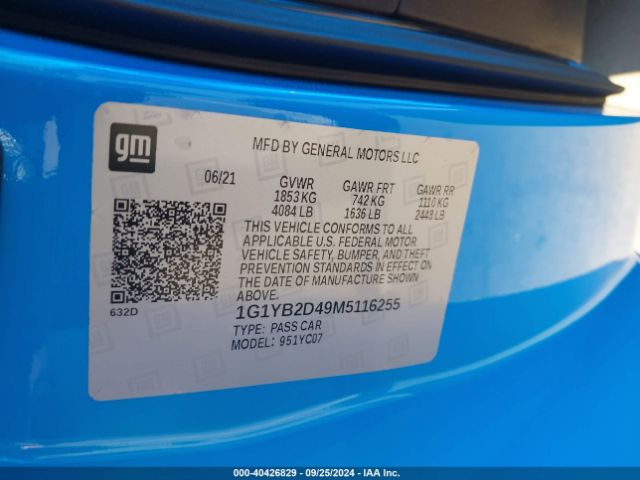 gm
MFD BY GENERAL MOTORS LLC
06/21 GVWR GAWR FRT GAWR RR
1853 KG 742 KG 1110 KG
4084 LB 1636 LB 2448 LB
THIS VEHICLE CONFORMS TO ALL
APPLICABLE U.S. FEDERAL MOTOR
VEHICLE SAFETY, BUMPER, AND THEFT
PREVENTION STANDARDS IN EFFECT ON
THE DATE OF MANUFACTURE SHOWN
ABOVE.
632D
1G1YB2D49M5116255
TYPE: PASS CAR
MODEL: 951YC07
000-40426829 - 09/25/2024 - IAA Inc.